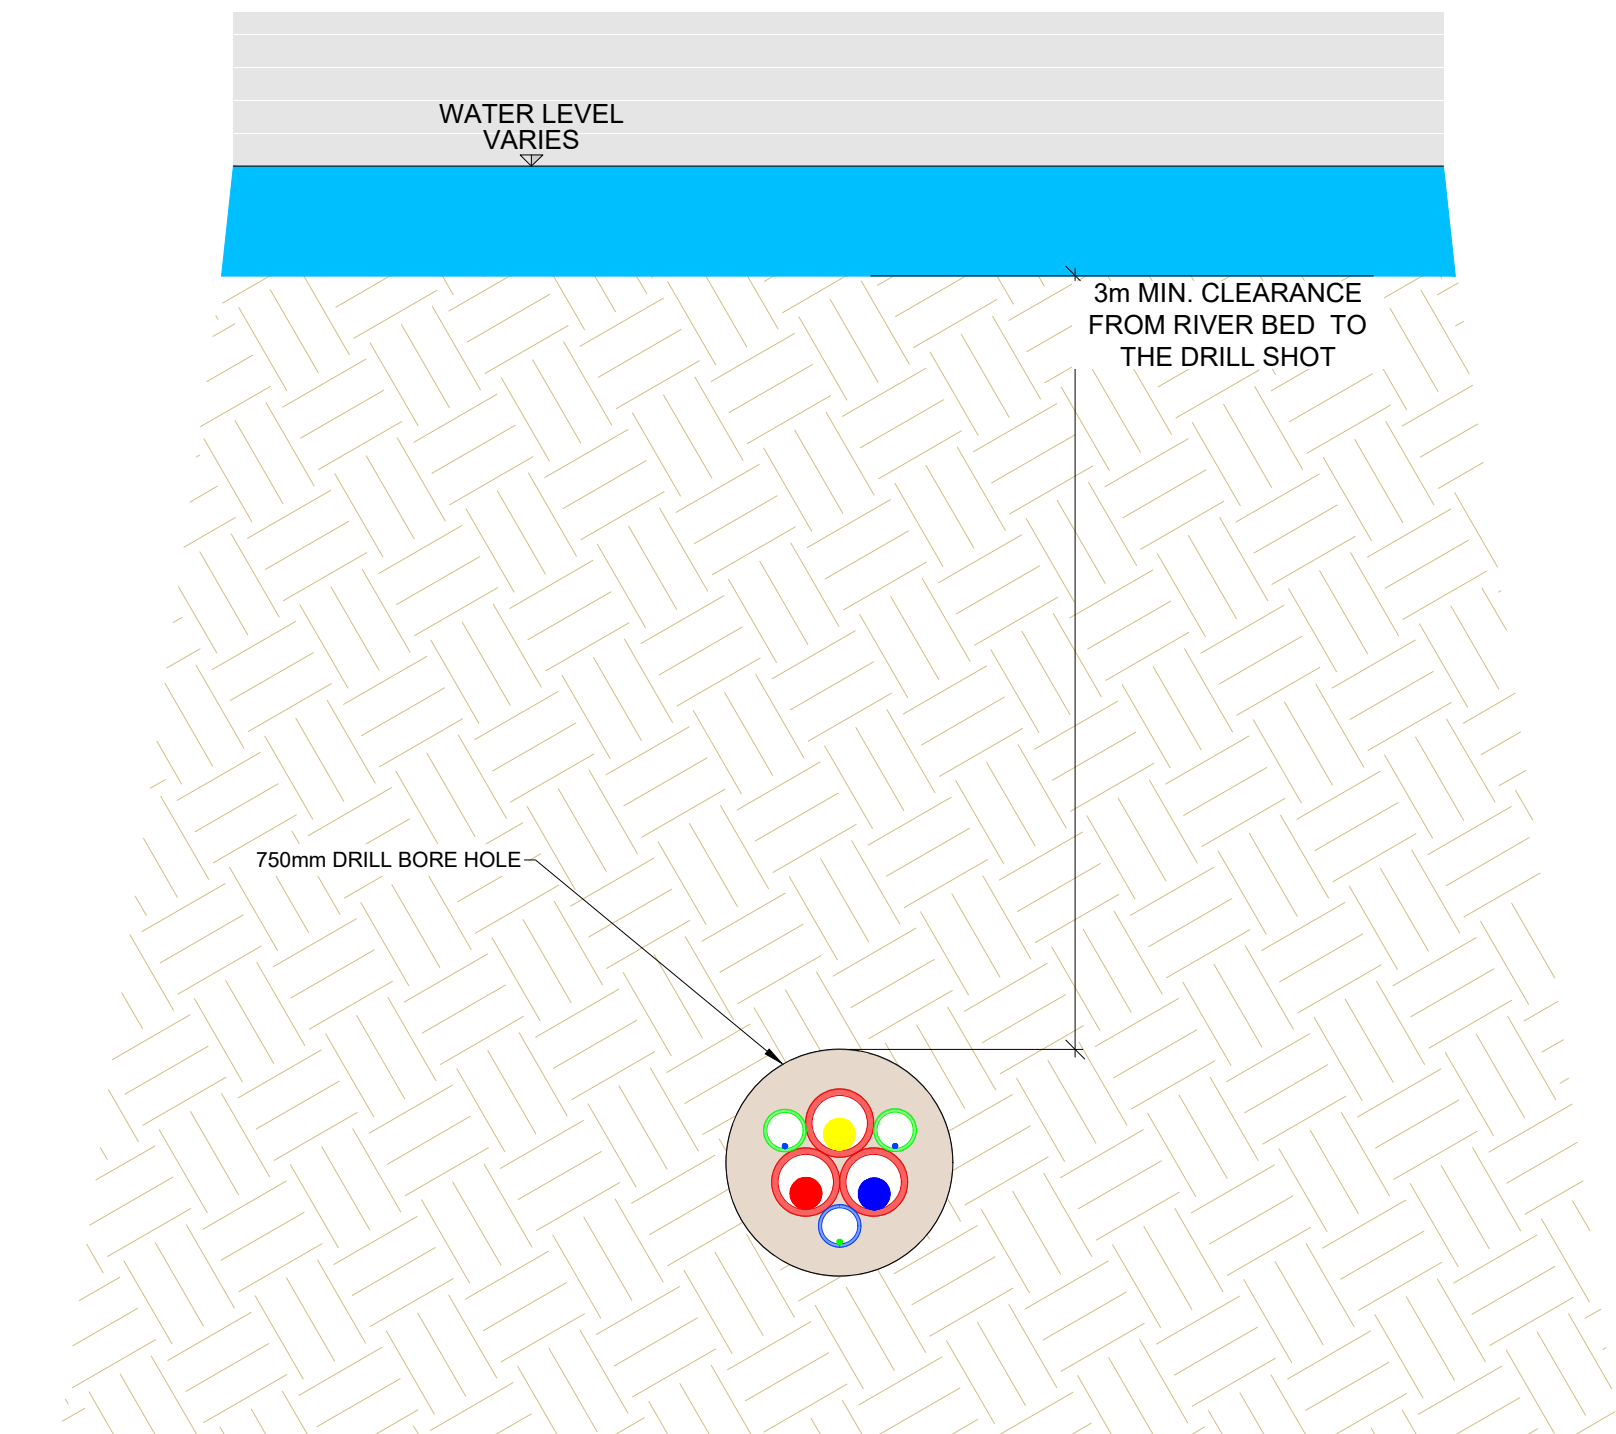 WATER LEVEL
VARIES
3m MIN. CLEARANCE
FROM RIVER BED  TO
THE DRILL SHOT
750mm DRILL BORE HOLE